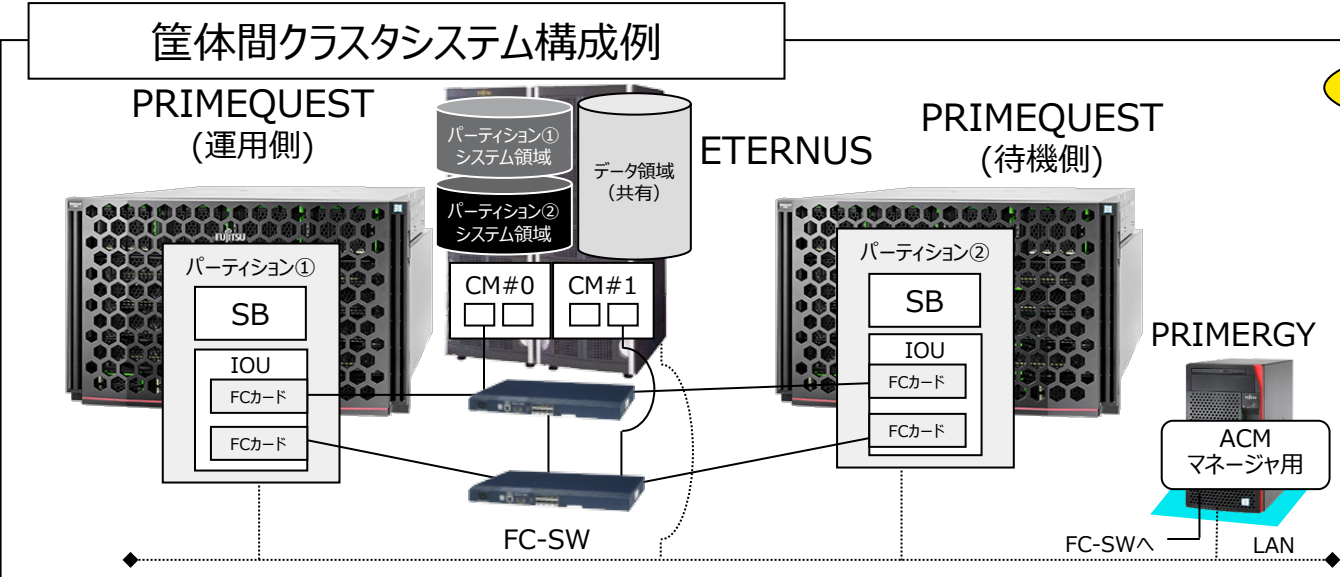 筐体間クラスタシステム構成例
PRIMEQUEST
(運用側)
パーティション①
システム領域
パーティション②
システム領域
データ領域
(共有)
ETERNUS
PRIMEQUEST
(待機側)
FUJITSU
パーティション①
SB
IOU
FCカード
FCカード
CM#0
CM#1
パーティション②
SB
IOU
FCカード
FCカード
PRIMERGY
ACM
マネージャ用
FC-SW
FC-SWへ
LAN